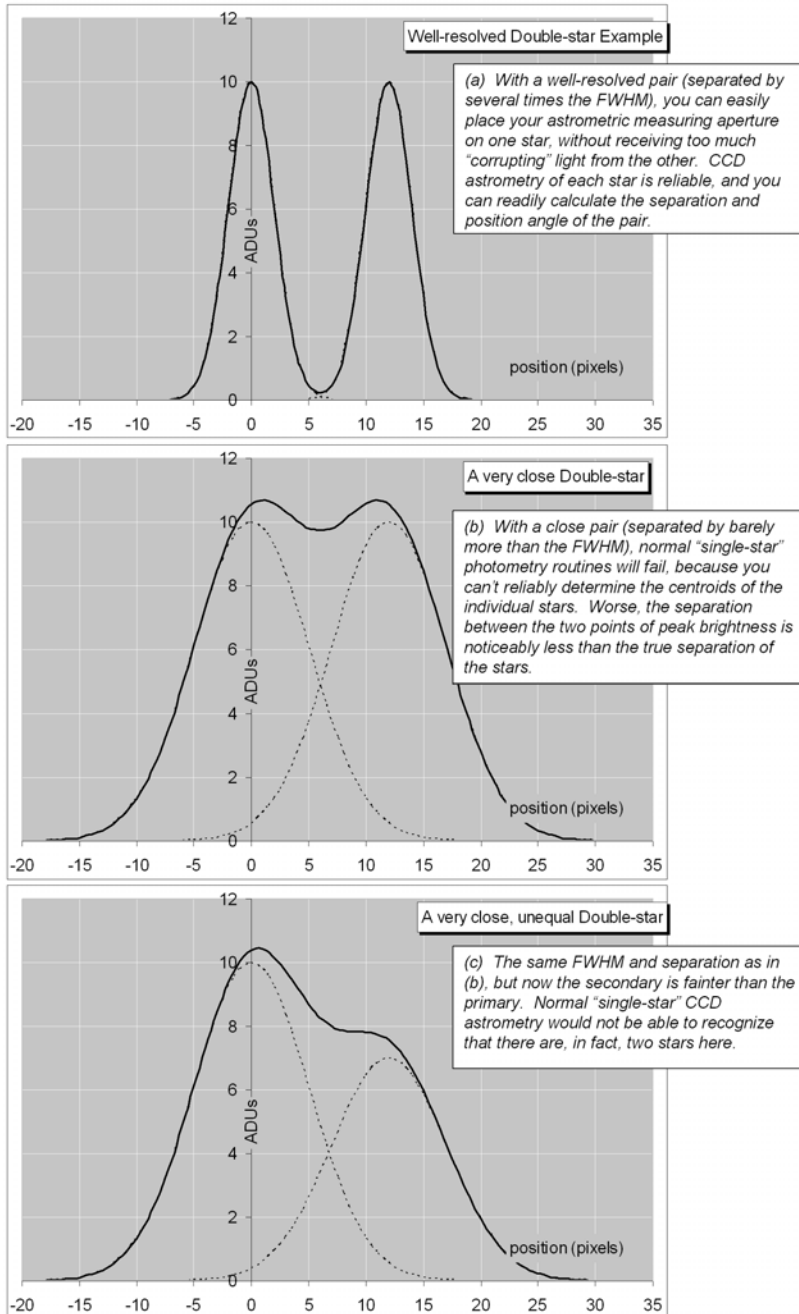 12
Well-resolved Double-star Example
10
8
6
4
2
0
ADUs
position (pixels)
-20 -15 -10 -5 0 5 10 15 20 25 30 35
(a) With a well-resolved pair (separated by
several times the FWHM), you can easily
place your astrometric measuring aperture
on one star, without receiving too much
“corrupting” light from the other. CCD
astrometry of each star is reliable, and you
can readily calculate the separation and
position angle of the pair.
12
A very close Double-star
10
8
6
4
2
0
ADUs
position (pixels)
-20 -15 -10 -5 0 5 10 15 20 25 30 35
(b) With a close pair (separated by barely
more than the FWHM), normal “single-star”
photometry routines will fail, because you
can’t reliably determine the centroids of the
individual stars. Worse, the separation
between the two points of peak brightness is
noticeably less than the true separation of
the stars.
12
A very close, unequal Double-star
10
8
6
4
2
0
ADUs
position (pixels)
-20 -15 -10 -5 0 5 10 15 20 25 30 35
(c) The same FWHM and separation as in
(b), but now the secondary is fainter than the
primary. Normal “single-star” CCD
astrometry would not be able to recognize
that there are, in fact, two stars here.